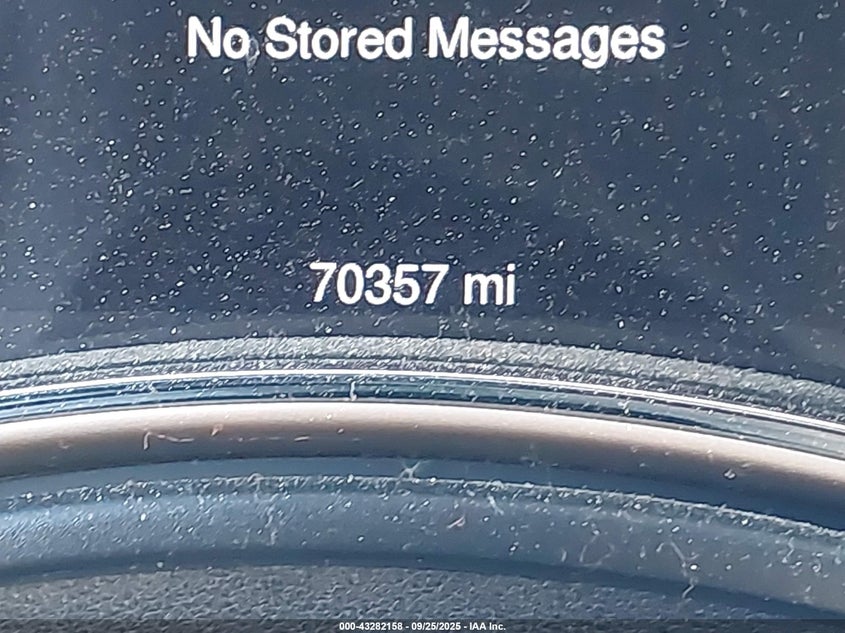 No Stored Messages
70357 mi
000-43282158 - 09/25/2025 - IAA Inc.